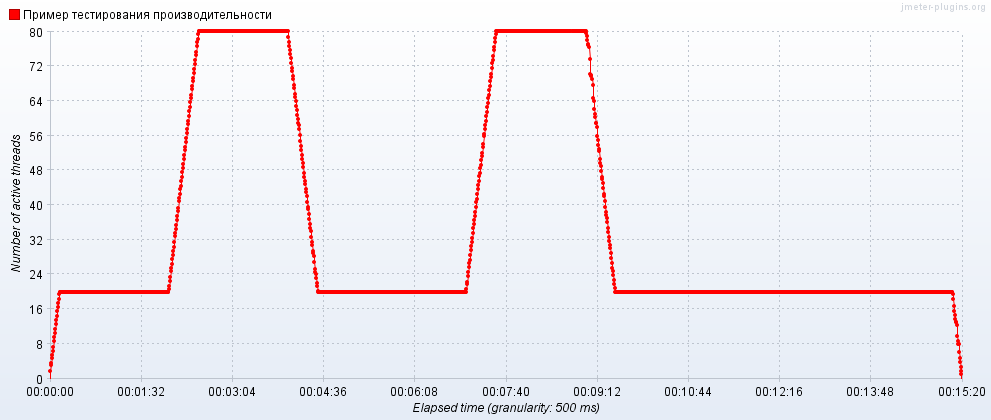 jmeter-plugins.org
Пример тестирования производительности
80
72
64
56
48
40
32
24
16
8
0
Number of active threads
00:00:00 00:01:32 00:03:04 00:04:36 00:06:08 00:07:40 00:09:12 00:10:44 00:12:16 00:13:48 00:15:20
Elapsed time (granularity: 500 ms)